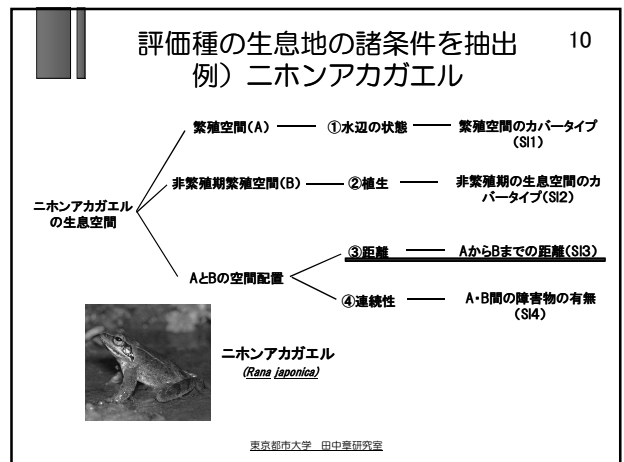 評価種の生息地の諸条件を抽出
10
例）ニホンアカガエル
繁殖空間(A)
①水辺の状態
繁殖空間のカバータイプ
(SI1)
非繁殖期繁殖空間(B)
②植生
非繁殖期の生息空間のカ
バータイプ(SI2)
ニホンアカガエル
の生息空間
AとBの空間配置
③距離
AからBまでの距離(SI3)
④連続性
A・B間の障害物の有無
(SI4)
ニホンアカガエル
(Rana japonica)
東京都市大学　田中章研究室